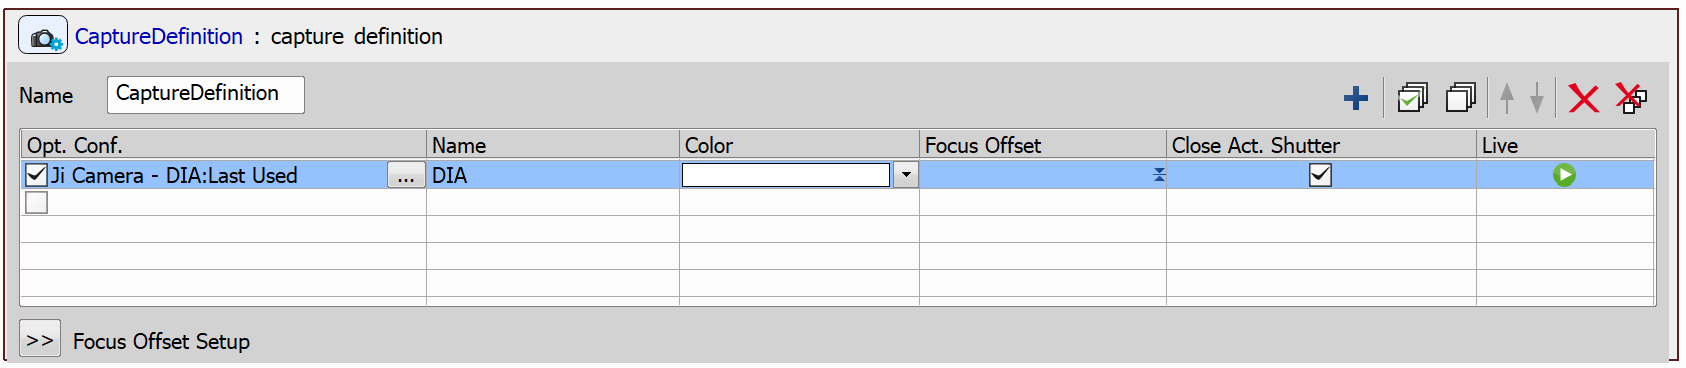 CaptureDefinition : capture definition
Name CaptureDefinition
Opt. Conf. Name Color Focus Offset Close Act. Shutter Live
Ji Camera - DIA:Last Used ... DIA
>> Focus Offset Setup